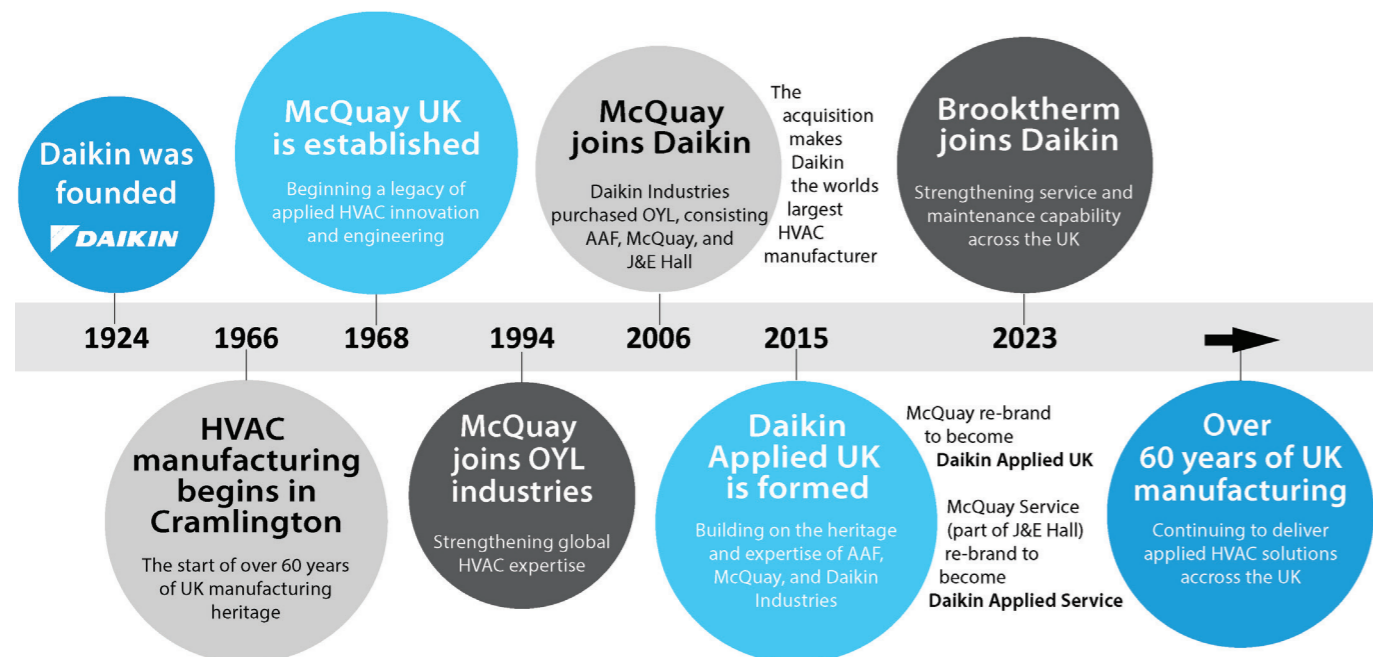 Daikin was
founded
DAIKIN
McQuay UK
is established
Beginning a legacy of
applied HVAC innovation
and engineering
McQuay
joins Daikin
Daikin Industries
purchased OYL, consisting
AAF, McQuay, and
J&E Hall
The
acquisition
makes
Daikin
the worlds
largest
HVAC
manufacturer
Brooktherm
joins Daikin
Strengthening service and
maintenance capability
across the UK
1924 1966 1968 1994 2006 2015 2023
HVAC
manufacturing
begins in
Cramlington
The start of over 60 years
of UK manufacturing
heritage
McQuay
joins OYL
industries
Strengthening global
HVAC expertise
Daikin
Applied UK
is formed
Building on the heritage
and expertise of AAF,
McQuay, and Daikin
Industries
McQuay re-brand
to become
Daikin Applied UK
McQuay Service
(part of J&E Hall)
re-brand to
become
Daikin Applied Service
Over
60 years of UK
manufacturing
Continuing to deliver
applied HVAC solutions
accross the UK